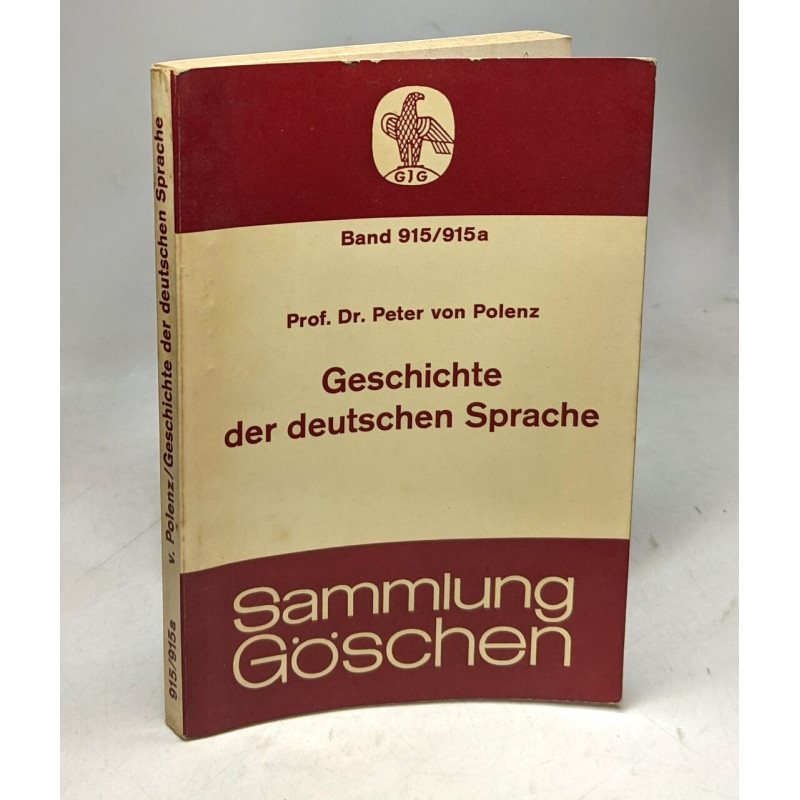 GJG
Band 915/915a
Prof. Dr. Peter von Polenz
Geschichte
der deutschen Sprache
Sammlung
Göschen
915/915a v. Polenz/Geschichte der deutschen Sprache